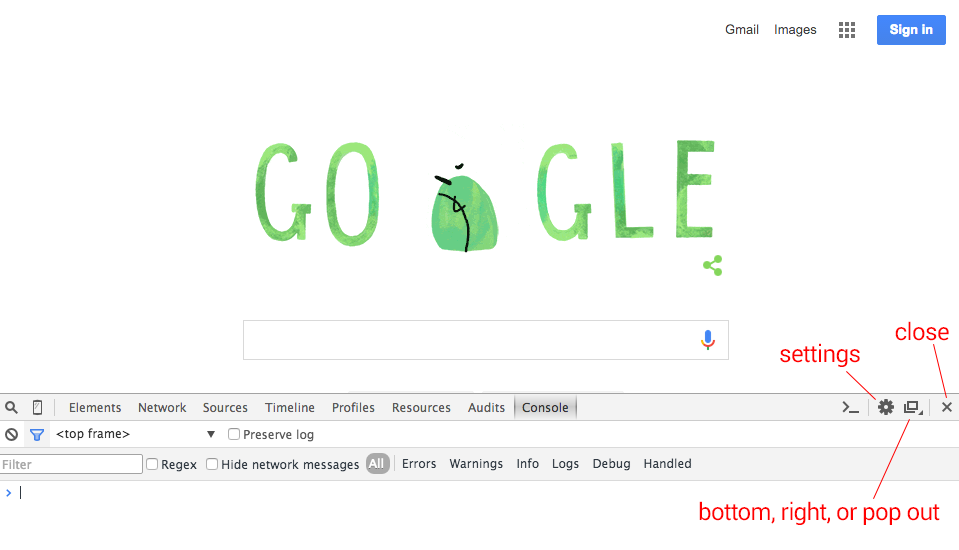 Gmail Images Sign in
GO GLE
close
settings
Elements Network Sources Timeline Profiles Resources Audits Console
<top frame> Preserve log
Filter Regex Hide network messages All Errors Warnings Info Logs Debug Handled
bottom, right, or pop out